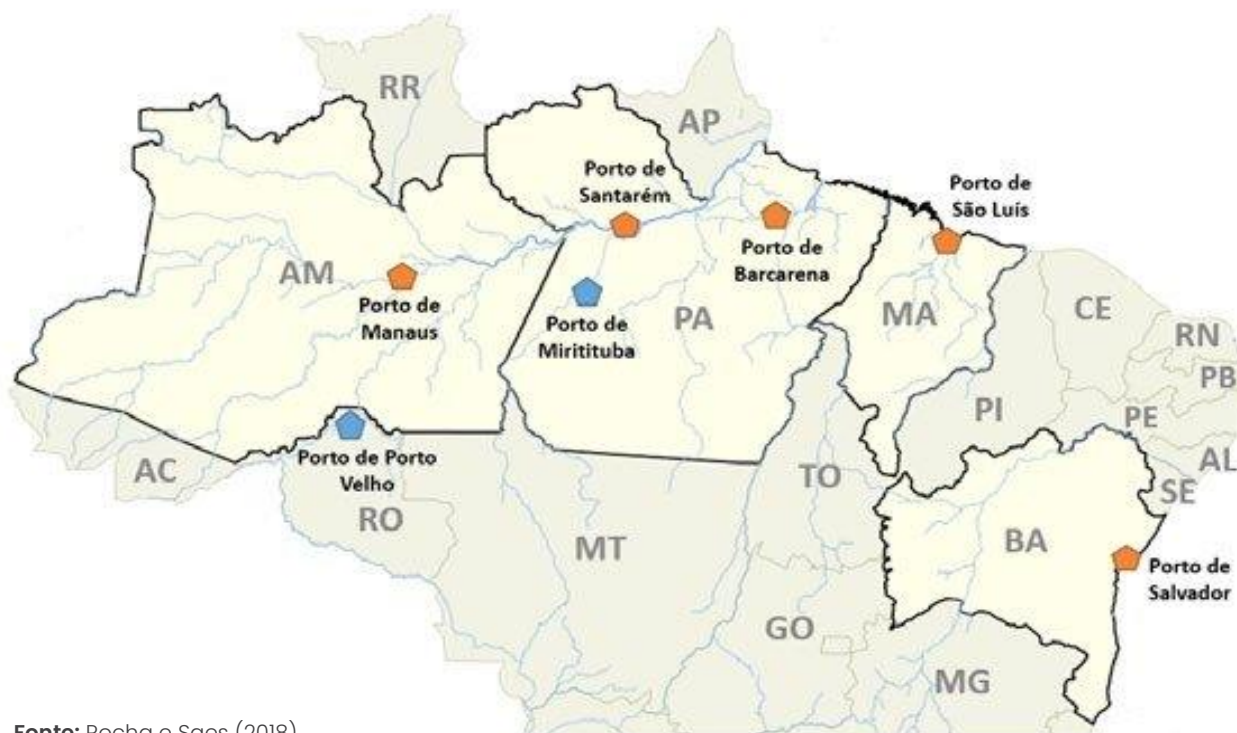 RR
AP
Porto de
Santarém
Porto de
São Luís
Porto de
Barcarena
AM
Porto de
Manaus
Porto de
Miritituba
PA
MA
CE
RN
PB
PI
PE
AL
SE
Porto de Porto
Velho
AC
RO
MT
TO
BA
Porto de
Salvador
GO
MG
Fonte: Rocha e Saes (2018)